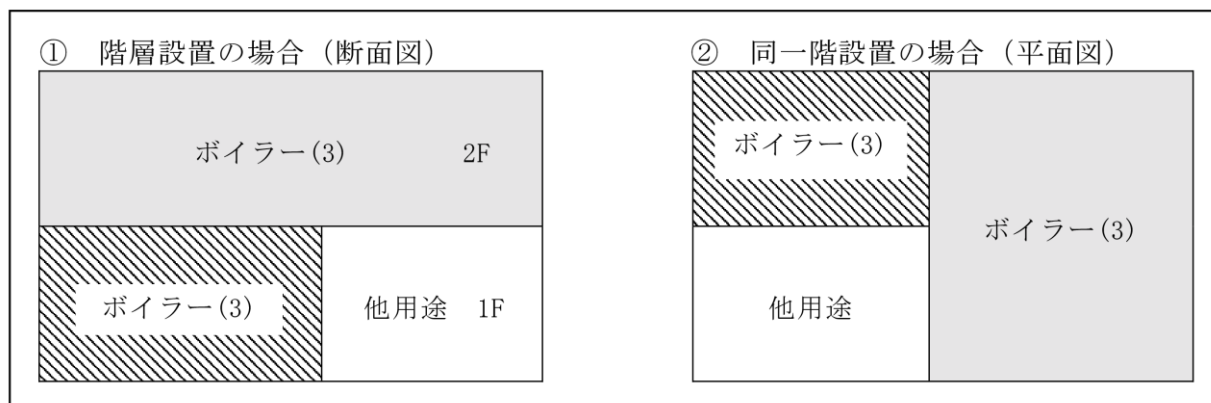 ① 階層設置の場合（断面図）
ボイラー(3) 2F
ボイラー(3)
他用途 1F
② 同一階設置の場合（平面図）
ボイラー(3)
ボイラー(3)
他用途